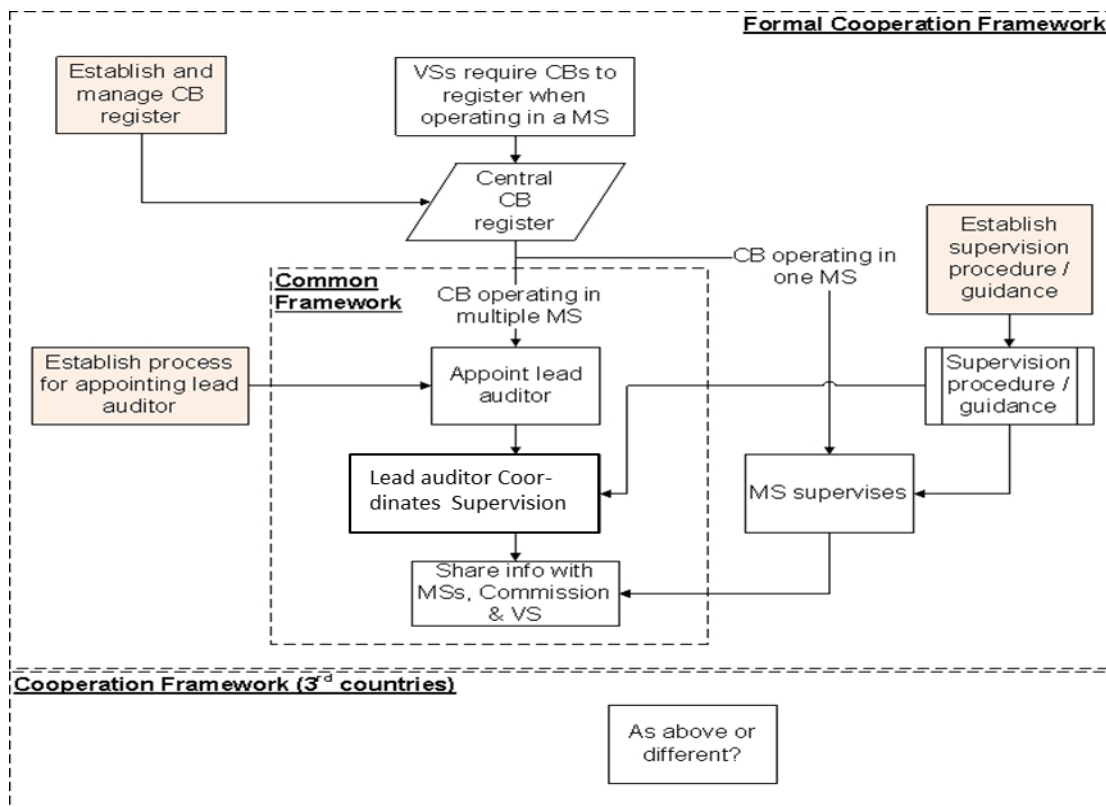 Formal Cooperation Framework
Establish and
manage CB
register
VSs require CBs to
register when
operating in a MS
Central
CB
register
Establish
supervision
procedure /
guidance
CB operating in
one MS
Common
Framework
CB operating in
multiple MS
Establish process
for appointing lead
auditor
Appoint lead
auditor
Supervision
procedure /
guidance
Lead auditor Coor-
dinates Supervision
MS supervises
Share info with
MSs, Commission
& VS
Cooperation Framework (3rd countries)
As above or
different?